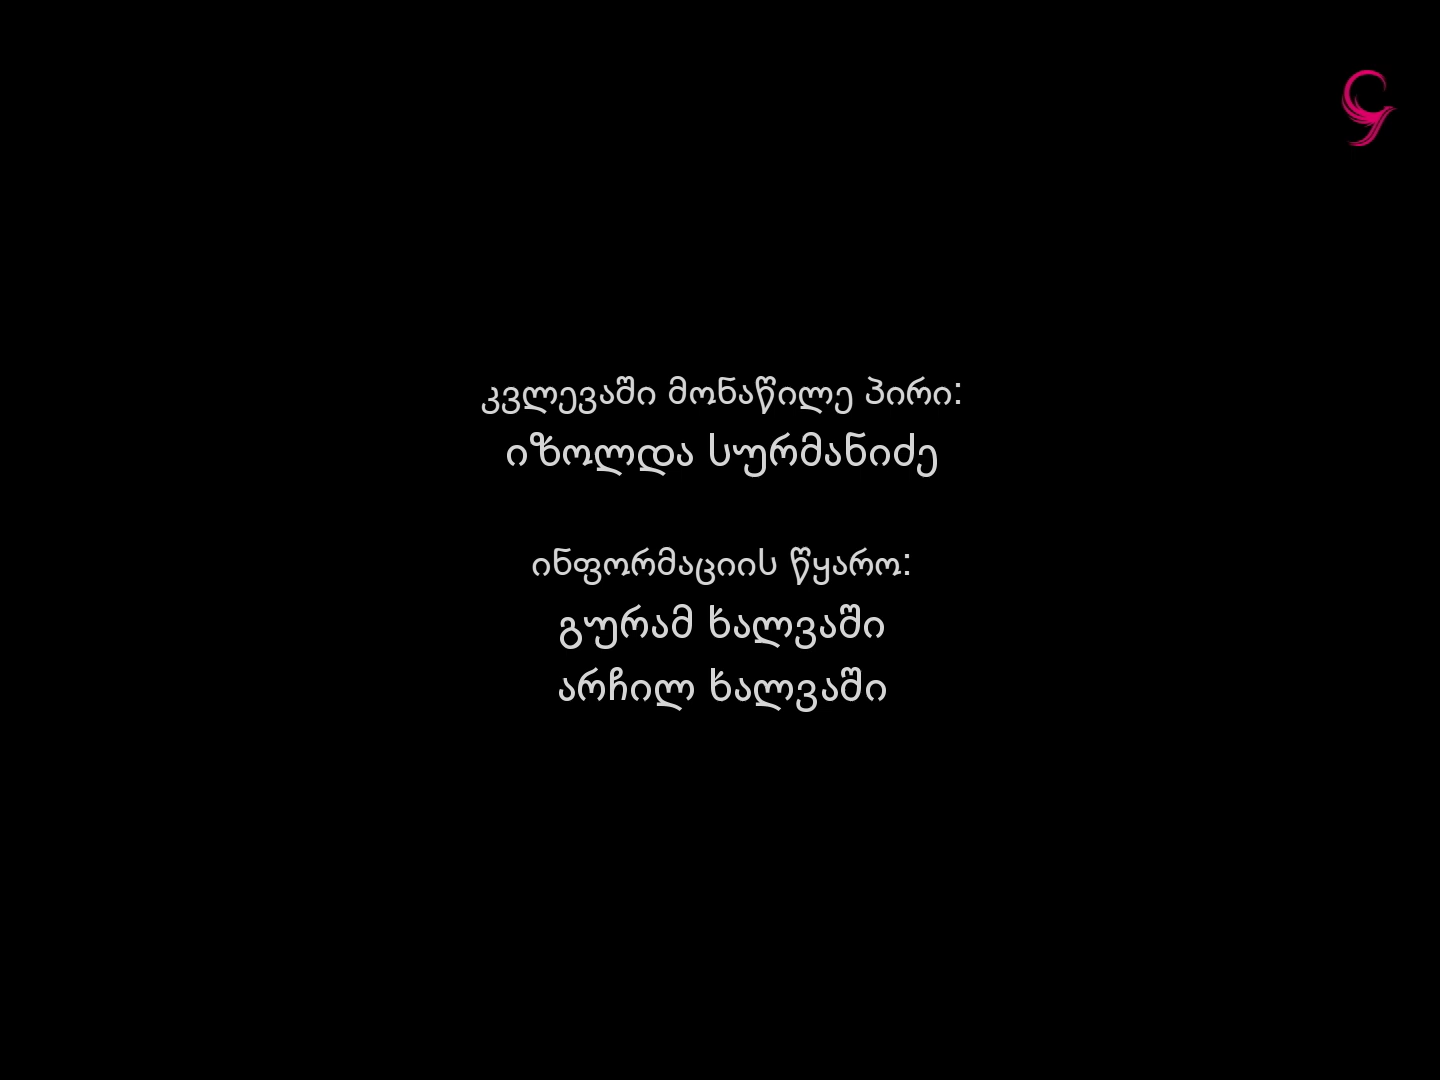 კვლევაში მონაწილე პირი:
იზოლდა სურმანიძე
ინფორმაციის წყარო:
გურამ ხალვაში
არჩილ ხალვაში